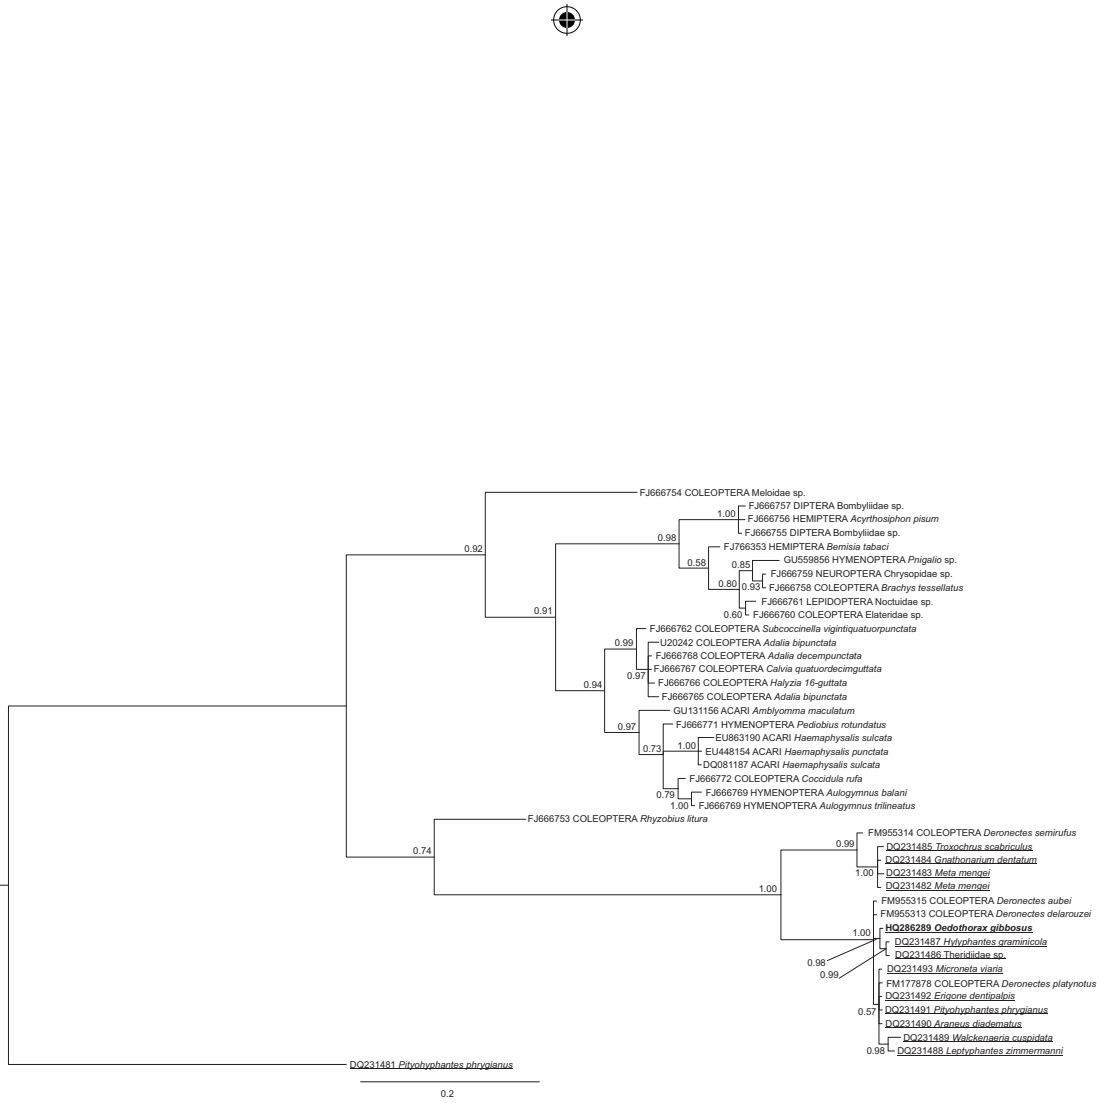 FJ666754 COLEOPTERA Meloidae sp.
FJ666757 DIPTERA Bombyliidae sp.
1.00
FJ666756 HEMIPTERA Acyrthosiphon pisum
FJ666755 DIPTERA Bombyliidae sp.
0.98
0.92
FJ766353 HEMIPTERA Bemisia tabaci
GU559856 HYMENOPTERA Pnigalio sp.
0.58
0.85
FJ666759 NEUROPTERA Chrysopidae sp.
0.80
0.93
FJ666758 COLEOPTERA Brachys tessellatus
FJ666761 LEPIDOPTERA Noctuidae sp.
0.91
0.60
FJ666760 COLEOPTERA Elateridae sp.
FJ666762 COLEOPTERA Subcoccinella vigintiquatuorpunctata
0.99
U20242 COLEOPTERA Adalia bipunctata
FJ666768 COLEOPTERA Adalia decempunctata
FJ666767 COLEOPTERA Calvia quatuordecimguttata
0.97
FJ666766 COLEOPTERA Halyzia 16-guttata
0.94
FJ666765 COLEOPTERA Adalia bipunctata
GU131156 ACARI Amblyomma maculatum
0.97
FJ666771 HYMENOPTERA Pediobius rotundatus
EU863190 ACARI Haemaphysalis sulcata
0.73
1.00
EU448154 ACARI Haemaphysalis punctata
DQ081187 ACARI Haemaphysalis sulcata
FJ666772 COLEOPTERA Coccidula rufa
0.79
FJ666769 HYMENOPTERA Aulogymnus balani
1.00
FJ666769 HYMENOPTERA Aulogymnus trilineatus
FJ666753 COLEOPTERA Rhyzobius litura
FM955314 COLEOPTERA Deronectes semirufus
0.74
0.99
DQ231485 Troxochrus scabriculus
DQ231484 Gnathonarium dentatum
1.00
DQ231483 Meta mengei
DQ231482 Meta mengei
1.00
FM955315 COLEOPTERA Deronectes aubei
FM955313 COLEOPTERA Deronectes delarouzei
1.00
HQ286289 Oedothorax gibbosus
DQ231487 Hylyphantes graminicola
DQ231486 Theridiidae sp.
0.98
0.99
DQ231493 Microneta viaria
FM177878 COLEOPTERA Deronectes platynotus
DQ231492 Erigone dentipalpis
0.57
DQ231491 Pityohyphantes phrygianus
DQ231490 Araneus diadematus
DQ231489 Walckenaeria cuspidata
0.98
DQ231488 Leptyphantes zimmermanni
DQ231481 Pityohyphantes phrygianus
0.2